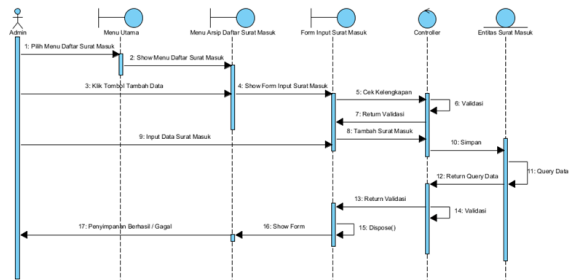 Admin
Menu Utama
Menu Arsip Daftar Surat Masuk
Form Input Surat Masuk
Controller
Entitas Surat Masuk
1: Pilih Menu Daftar Surat Masuk
2: Show Menu Daftar Surat Masuk
3: Klik Tombol Tambah Data
4: Show Form Input Surat Masuk
5: Cek Kelengkapan
6: Validasi
7: Return Validasi
8: Tambah Surat Masuk
9: Input Data Surat Masuk
10: Simpan
11: Query Data
12: Return Query Data
13: Return Validasi
14: Validasi
15: Dispose()
16: Show Form
17: Penyimpanan Berhasil / Gagal